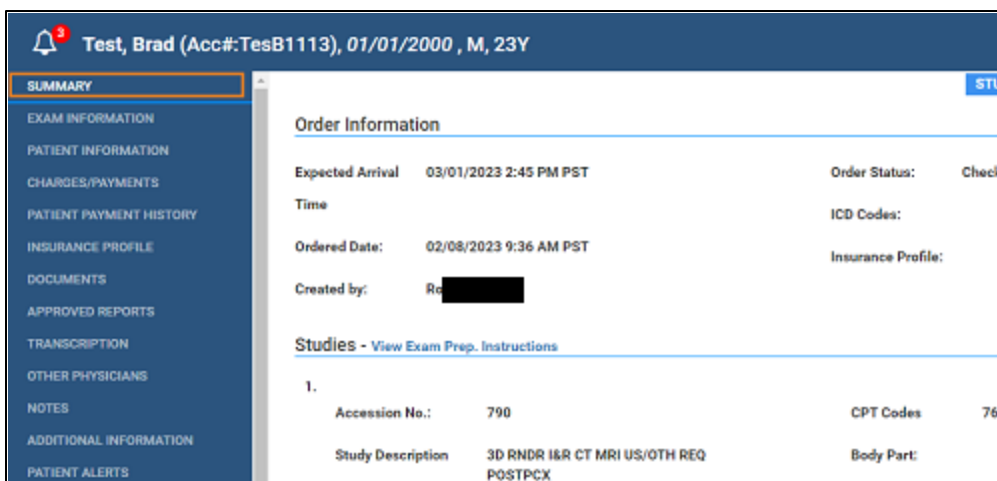 3
Test, Brad (Acc#:TesB1113), 01/01/2000 , M, 23Y
SUMMARY
EXAM INFORMATION
PATIENT INFORMATION
CHARGES/PAYMENTS
PATIENT PAYMENT HISTORY
INSURANCE PROFILE
DOCUMENTS
APPROVED REPORTS
TRANSCRIPTION
OTHER PHYSICIANS
NOTES
ADDITIONAL INFORMATION
PATIENT ALERTS
STU
Order Information
Expected Arrival Time 03/01/2023 2:45 PM PST
Ordered Date: 02/08/2023 9:36 AM PST
Created by: Ro
Order Status: Check
ICD Codes:
Insurance Profile:
Studies - View Exam Prep. Instructions
1.
Accession No.: 790
CPT Codes 76
Study Description 3D RNDR I&R CT MRI US/OTH REQ
POSTPCX
Body Part: